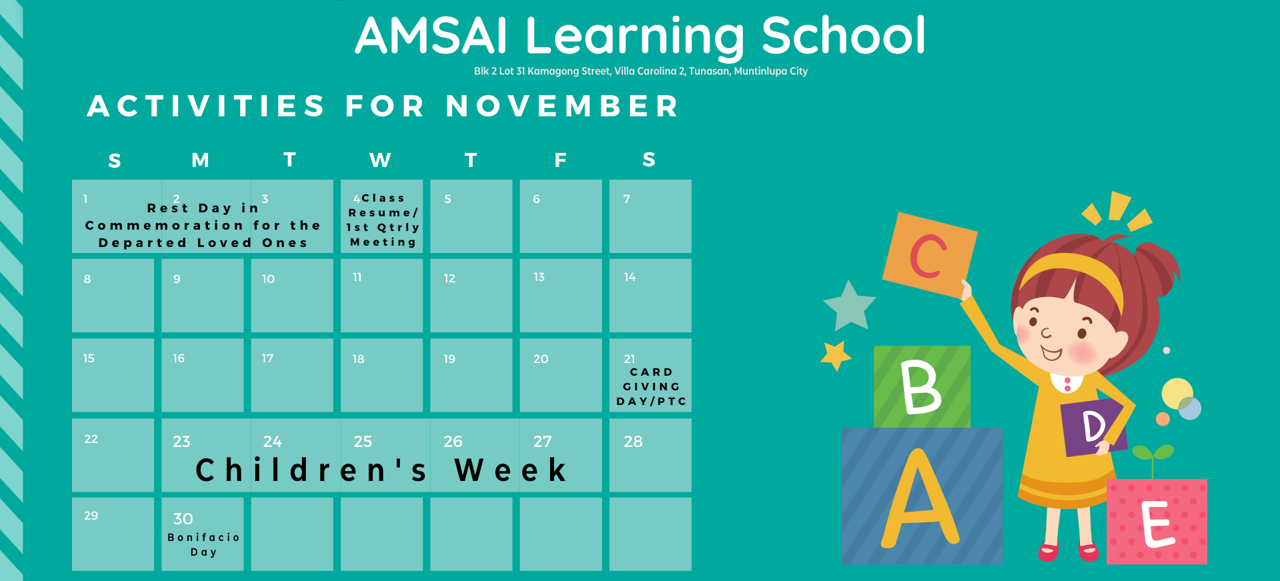 AMSAI Learning School
Blk 2 Lot 31 Kamagong Street, Villa Carolina 2, Tunasan, Muntinlupa City
ACTIVITIES FOR NOVEMBER
S M T W T F S
1 2 3 4 5 6 7
Rest Day in
Commemoration for the
Departed Loved Ones
Class
Resume/
1st Qtrly
Meeting
8 9 10 11 12 13 14
15 16 17 18 19 20 21
CARD
GIVING
DAY/PTC
22 23 24 25 26 27 28
Children's Week
29 30
Bonifacio
Day
C
B
D
A
E